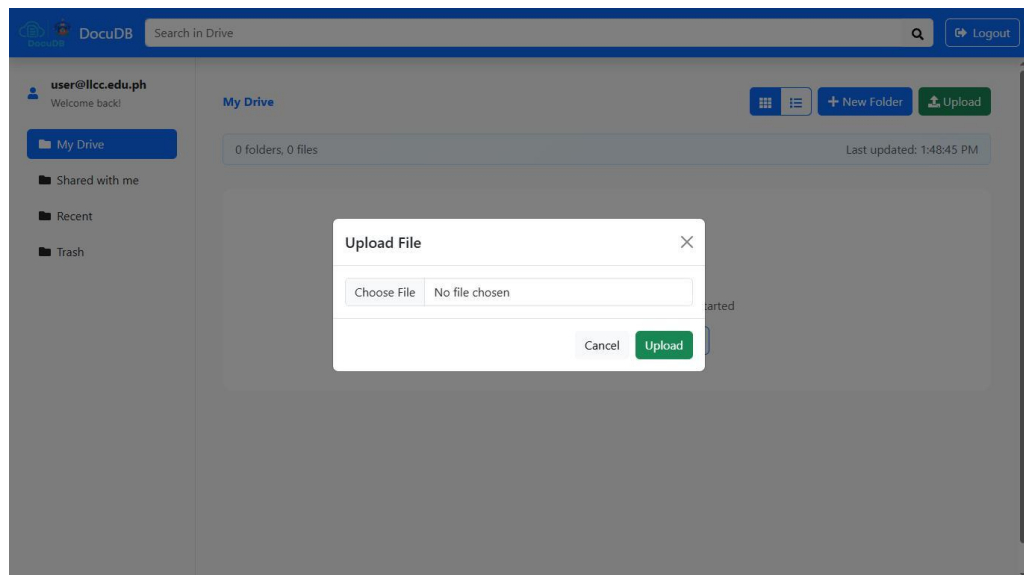 DocuDB
DocuDB
Search in Drive
Logout
user@llcc.edu.ph
Welcome back!
My Drive
New Folder
Upload
My Drive
0 folders, 0 files
Last updated: 1:48:45 PM
Shared with me
Recent
Trash
Upload File
Choose File
No file chosen
tarted
Cancel
Upload